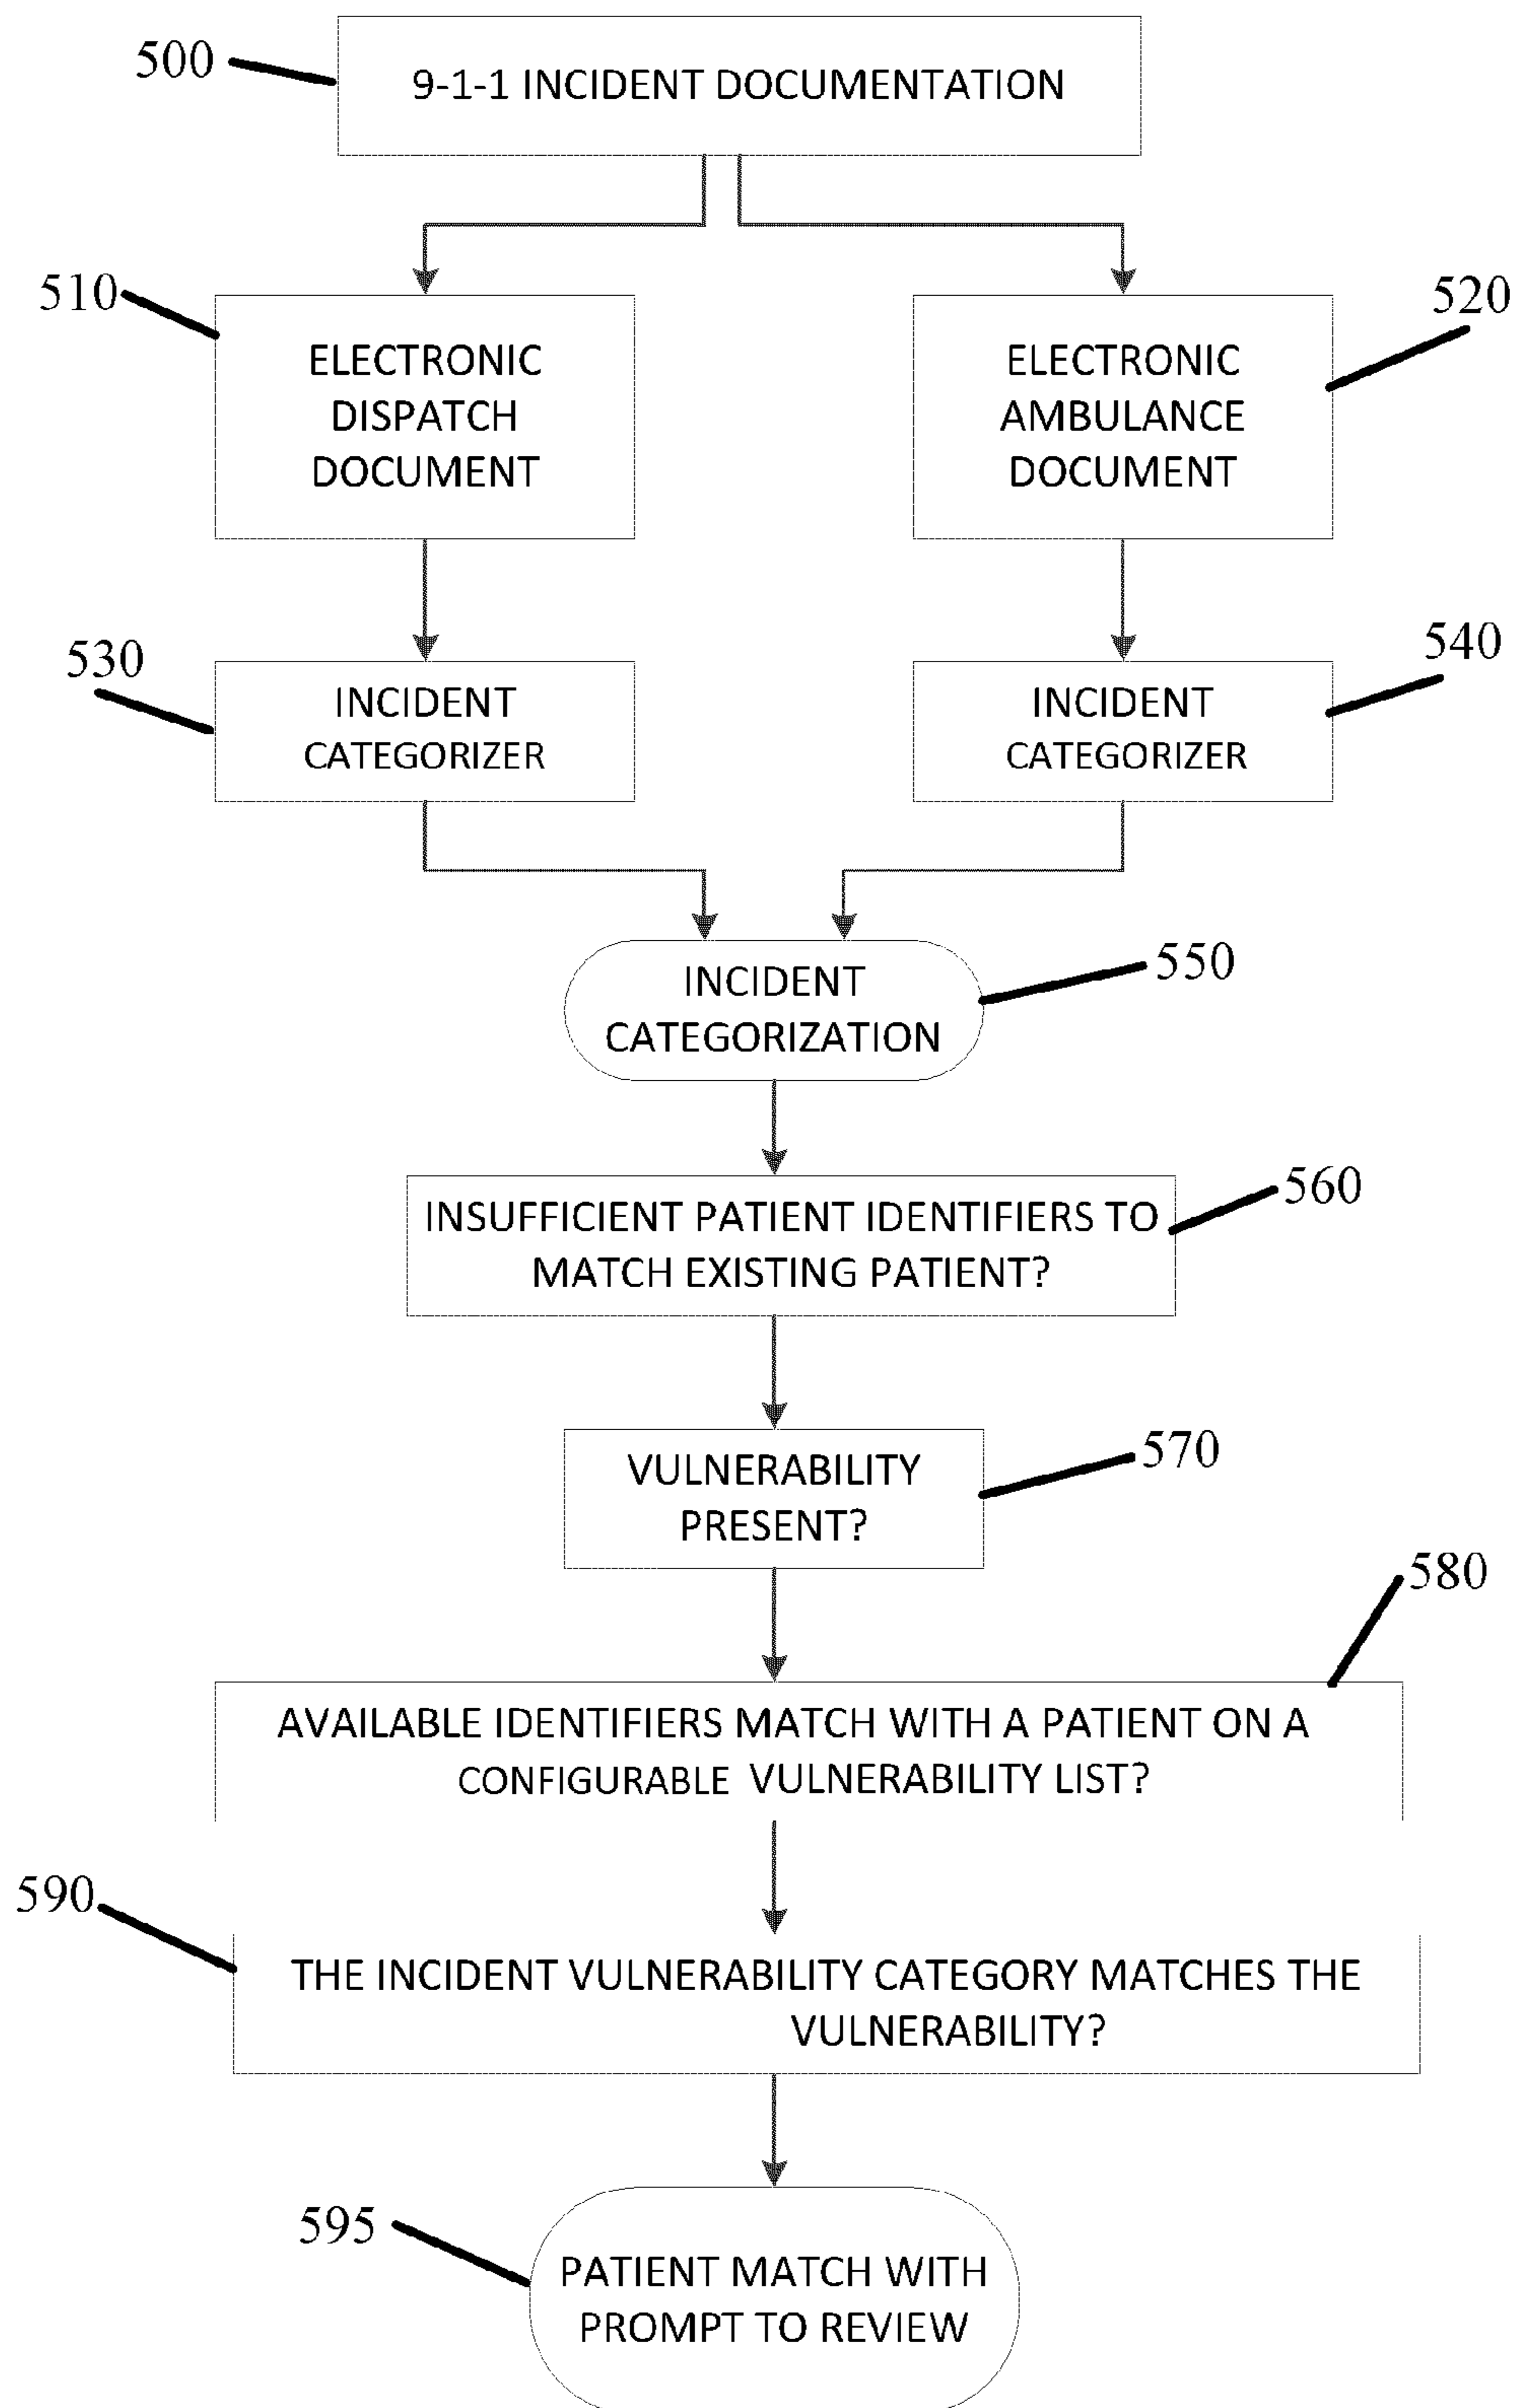 500
9-1-1 INCIDENT DOCUMENTATION
510
ELECTRONIC
DISPATCH
DOCUMENT
520
ELECTRONIC
AMBULANCE
DOCUMENT
530
INCIDENT
CATEGORIZER
540
INCIDENT
CATEGORIZER
550
INCIDENT
CATEGORIZATION
560
INSUFFICIENT PATIENT IDENTIFIERS TO
MATCH EXISTING PATIENT?
570
VULNERABILITY
PRESENT?
580
AVAILABLE IDENTIFIERS MATCH WITH A PATIENT ON A
CONFIGURABLE VULNERABILITY LIST?
590
THE INCIDENT VULNERABILITY CATEGORY MATCHES THE
VULNERABILITY?
595
PATIENT MATCH WITH
PROMPT TO REVIEW